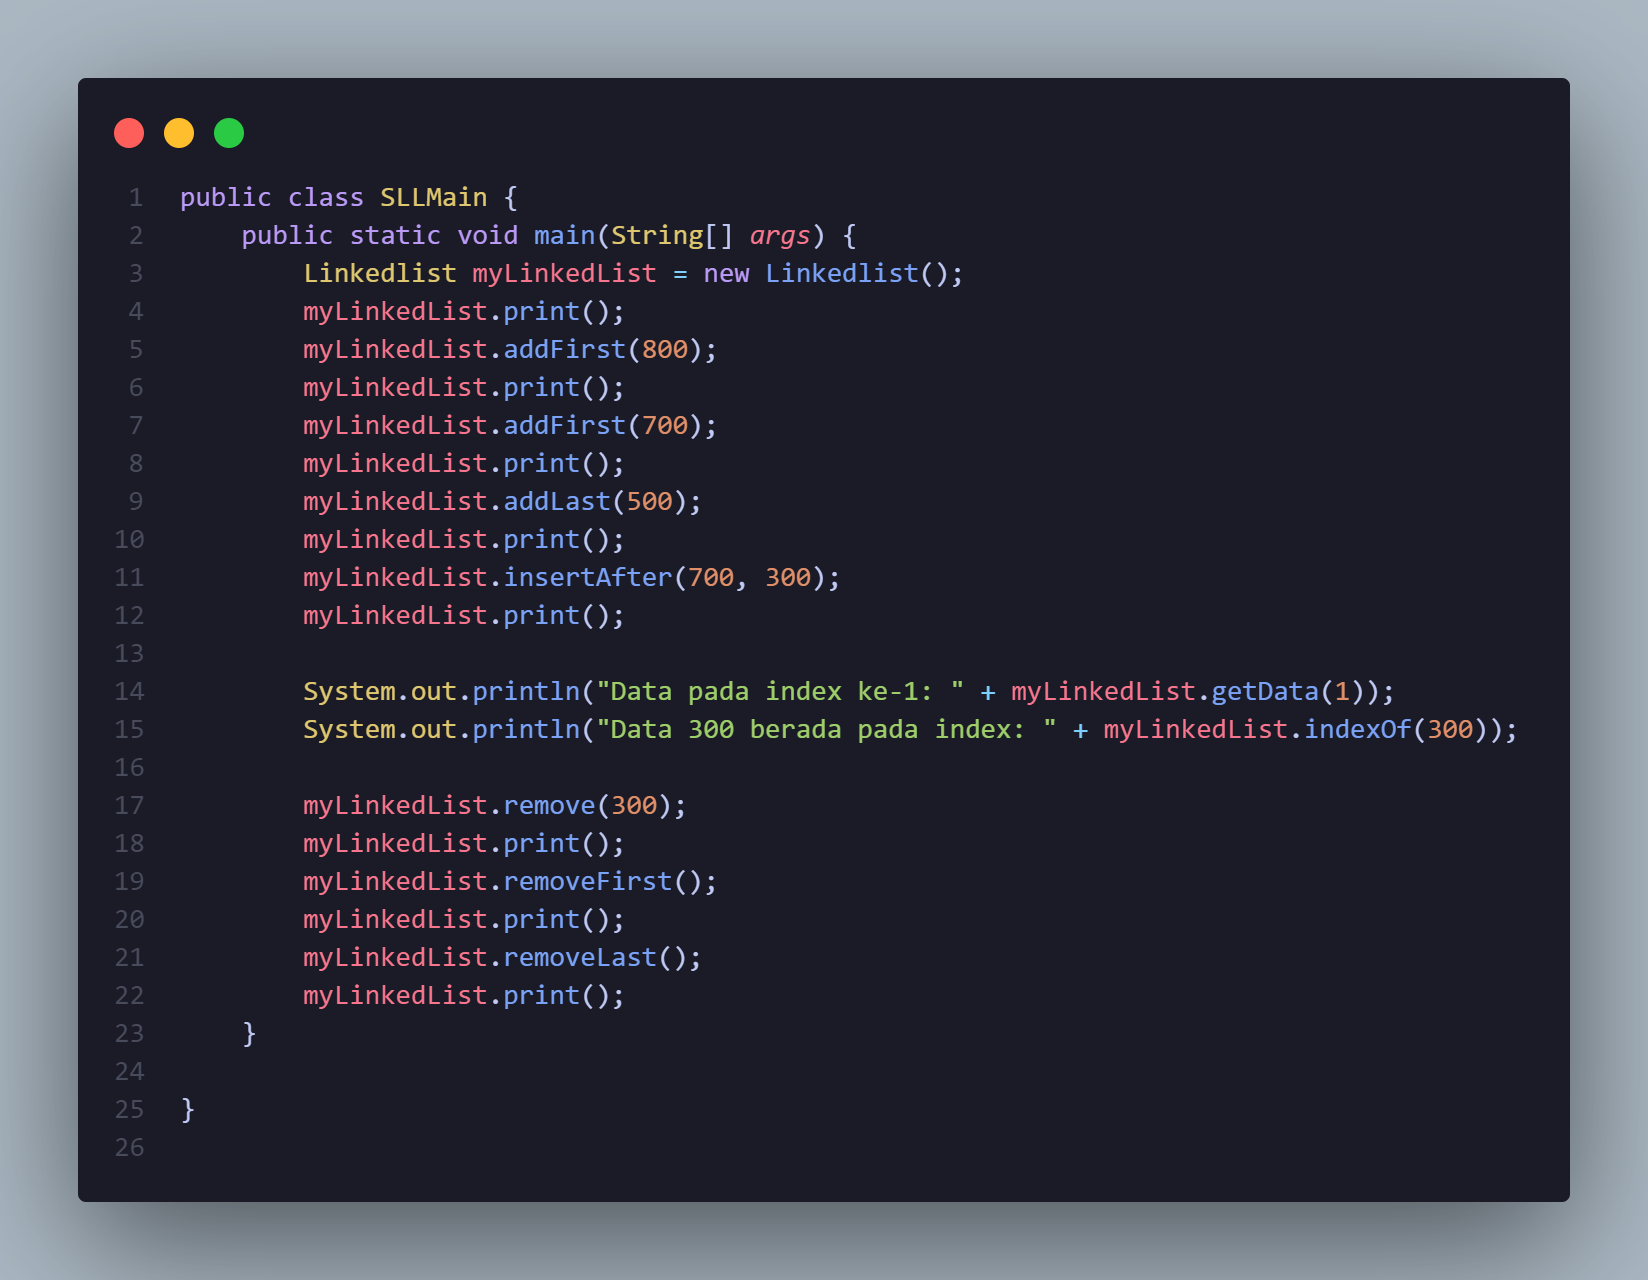 1 public class SLLMain {
2     public static void main(String[] args) {
3         Linkedlist myLinkedList = new Linkedlist();
4         myLinkedList.print();
5         myLinkedList.addFirst(800);
6         myLinkedList.print();
7         myLinkedList.addFirst(700);
8         myLinkedList.print();
9         myLinkedList.addLast(500);
10         myLinkedList.print();
11         myLinkedList.insertAfter(700, 300);
12         myLinkedList.print();
13
14         System.out.println("Data pada index ke-1: " + myLinkedList.getData(1));
15         System.out.println("Data 300 berada pada index: " + myLinkedList.indexOf(300));
16
17         myLinkedList.remove(300);
18         myLinkedList.print();
19         myLinkedList.removeFirst();
20         myLinkedList.print();
21         myLinkedList.removeLast();
22         myLinkedList.print();
23     }
24
25 }
26